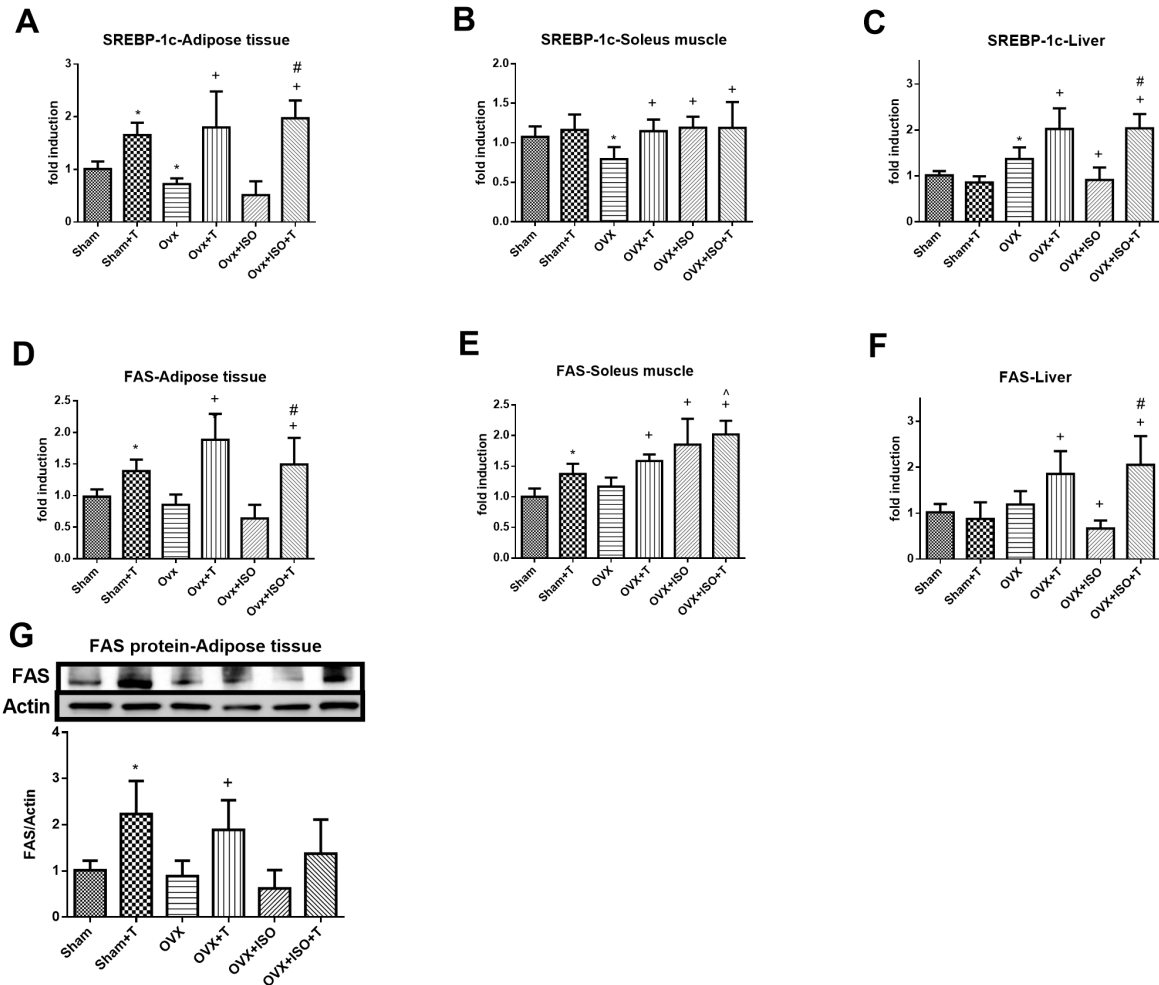 A
SREBP-1c-Adipose tissue
fold induction
3
2
1
0
*
*
+
#
+
Sham
Sham+T
Ovx
Ovx+T
Ovx+ISO
Ovx+ISO+T
B
SREBP-1c-Soleus muscle
fold induction
2.0
1.5
1.0
0.5
0.0
*
+
+
+
Sham
Sham+T
OVX
OVX+T
OVX+ISO
OVX+ISO+T
C
SREBP-1c-Liver
fold induction
3
2
1
0
*
+
+
#
+
Sham
Sham+T
OVX
OVX+T
OVX+ISO
OVX+ISO+T
D
FAS-Adipose tissue
fold induction
2.5
2.0
1.5
1.0
0.5
0.0
*
+
#
+
Sham
Sham+T
Ovx
Ovx+T
Ovx+ISO
Ovx+ISO+T
E
FAS-Soleus muscle
fold induction
2.5
2.0
1.5
1.0
0.5
0.0
*
+
+
^
+
Sham
Sham+T
OVX
OVX+T
OVX+ISO
OVX+ISO+T
F
FAS-Liver
fold induction
3
2
1
0
+
+
#
+
Sham
Sham+T
OVX
OVX+T
OVX+ISO
OVX+ISO+T
G
FAS protein-Adipose tissue
FAS
Actin
FAS/Actin
4
3
2
1
0
*
+
Sham
Sham+T
OVX
OVX+T
OVX+ISO
OVX+ISO+T